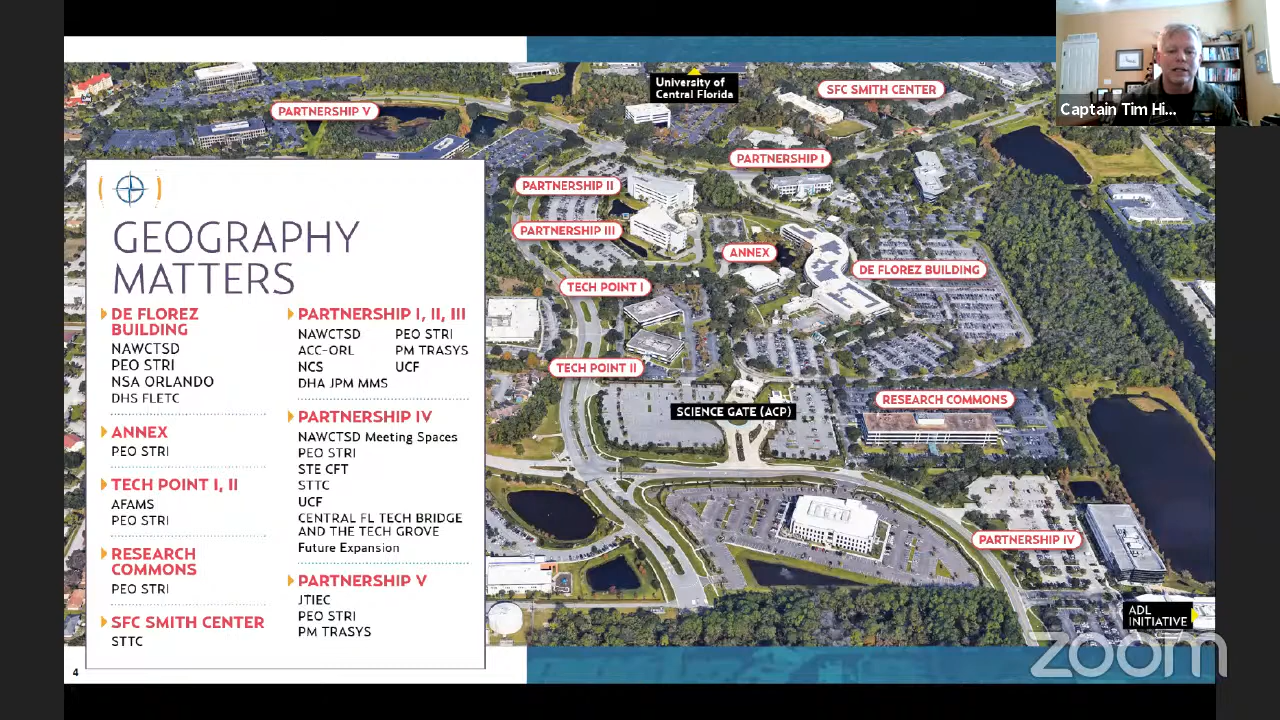 GEOGRAPHY
MATTERS
DE FLOREZ
BUILDING
NAWCTSD
PEO STRI
NSA ORLANDO
DHS FLETC
ANNEX
PEO STRI
TECH POINT I, II
AFAMS
PEO STRI
RESEARCH
COMMONS
PEO STRI
SFC SMITH CENTER
STTC
PARTNERSHIP I, II, III
NAWCTSD PEO STRI
ACC-ORL PM TRASYS
NCS UCF
DHA JPM MMS
PARTNERSHIP IV
NAWCTSD Meeting Spaces
PEO STRI
STE CFT
STTC
UCF
CENTRAL FL TECH BRIDGE
AND THE TECH GROVE
Future Expansion
PARTNERSHIP V
JTIEC
PEO STRI
PM TRASYS
4
PARTNERSHIP V
University of
Central Florida
SFC SMITH CENTER
PARTNERSHIP I
PARTNERSHIP II
PARTNERSHIP III
ANNEX
DE FLOREZ BUILDING
TECH POINT I
TECH POINT II
SCIENCE GATE (ACP)
RESEARCH COMMONS
PARTNERSHIP IV
ADL
INITIATIVE
Captain Tim Hi...
zoom